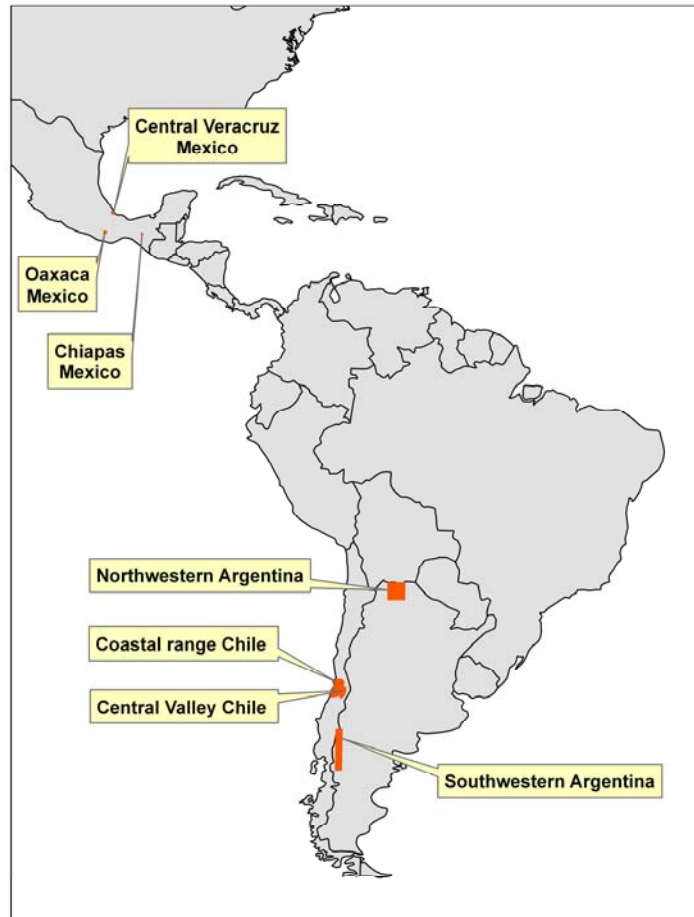 Central Veracruz
Mexico
Oaxaca
Mexico
Chiapas
Mexico
Northwestern Argentina
Coastal range Chile
Central Valley Chile
Southwestern Argentina